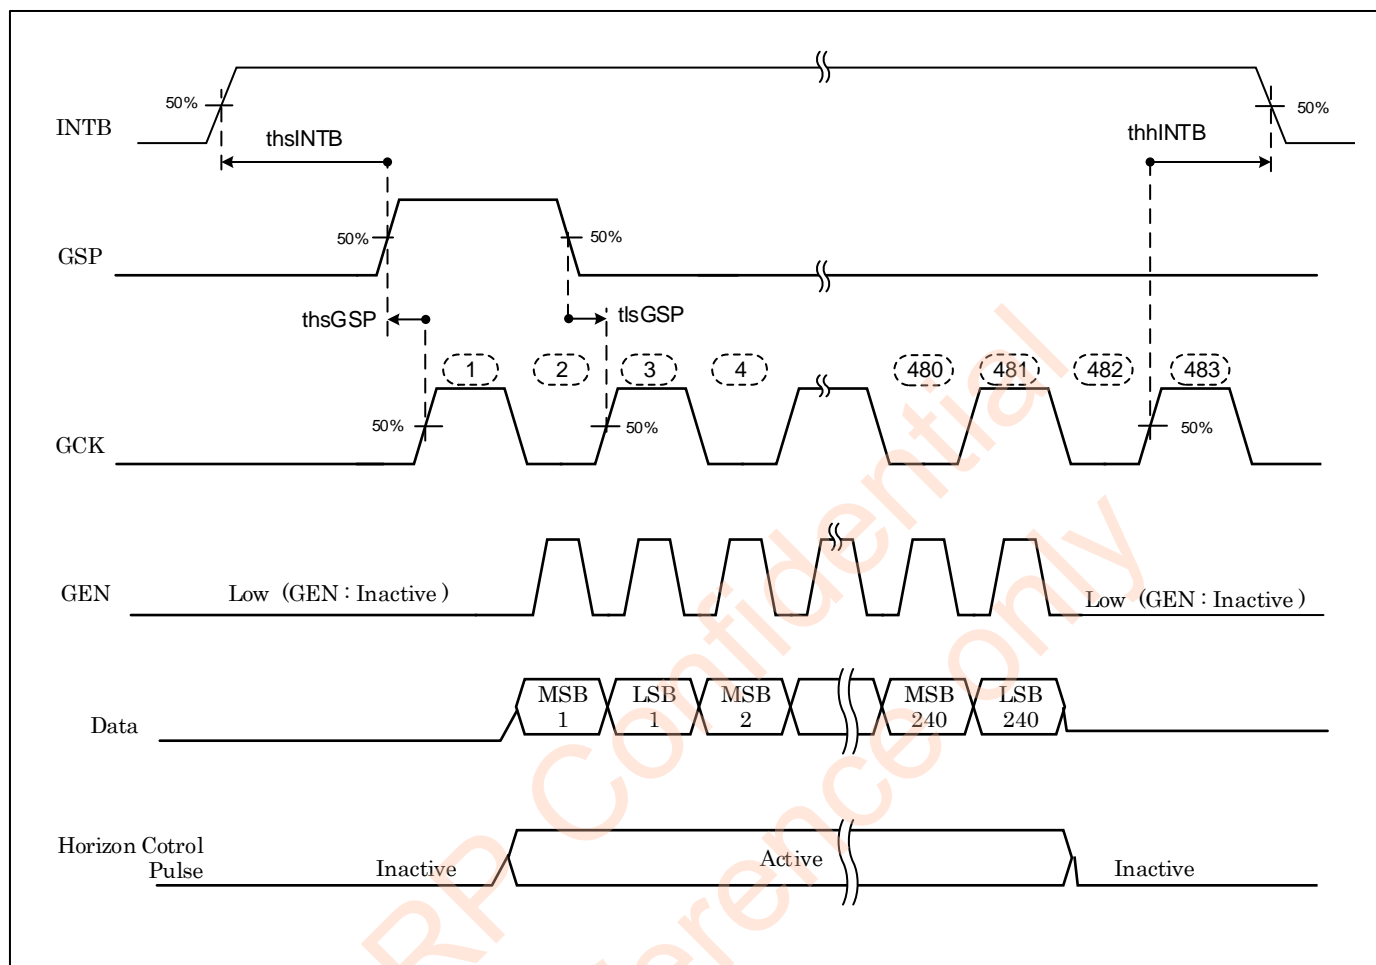 50%
50%
INTB
thsINTB
thhINTB
50%
50%
GSP
thsGSP
tlsGSP
1
2
3
4
480
481
482
483
50%
50%
50%
GCK
GEN
Low (GEN : Inactive )
Low (GEN : Inactive )
MSB
1
LSB
1
MSB
2
MSB
240
LSB
240
Data
Horizon Cotrol
Pulse
Inactive
Active
Inactive
RP Confidential
ference only